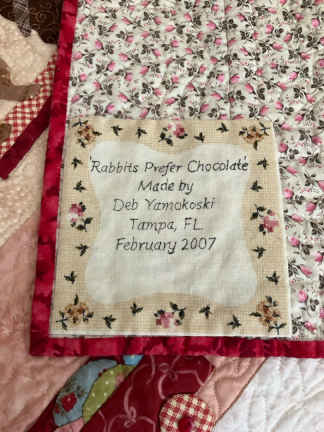 "Rabbits Prefer Chocolate"
Made by
Deb Yamokoski
Tampa, FL
February 2007